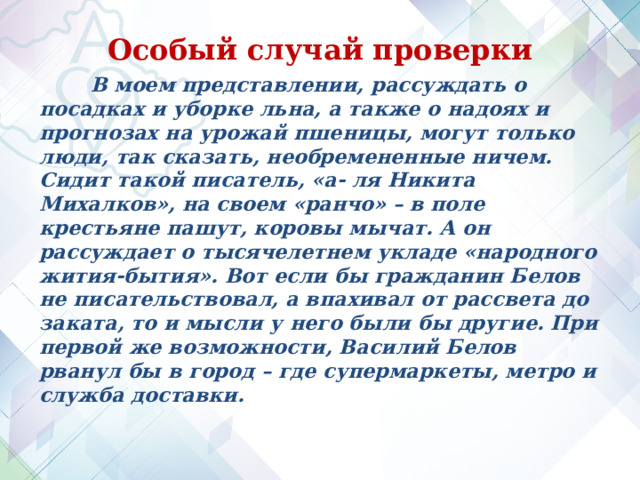 Особый случай проверки
В моем представлении, рассуждать о
посадках и уборке льна, а также о надоях и
прогнозах на урожай пшеницы, могут только
люди, так сказать, необремененные ничем.
Сидит такой писатель, «а- ля Никита
Михалков», на своем «ранчо» – в поле
крестьяне пашут, коровы мычат. А он
рассуждает о тысячелетнем укладе «народного
жития-бытия». Вот если бы гражданин Белов
не писательствовал, а впахивал от рассвета до
заката, то и мысли у него были бы другие. При
первой же возможности, Василий Белов
рванул бы в город – где супермаркеты, метро и
служба доставки.